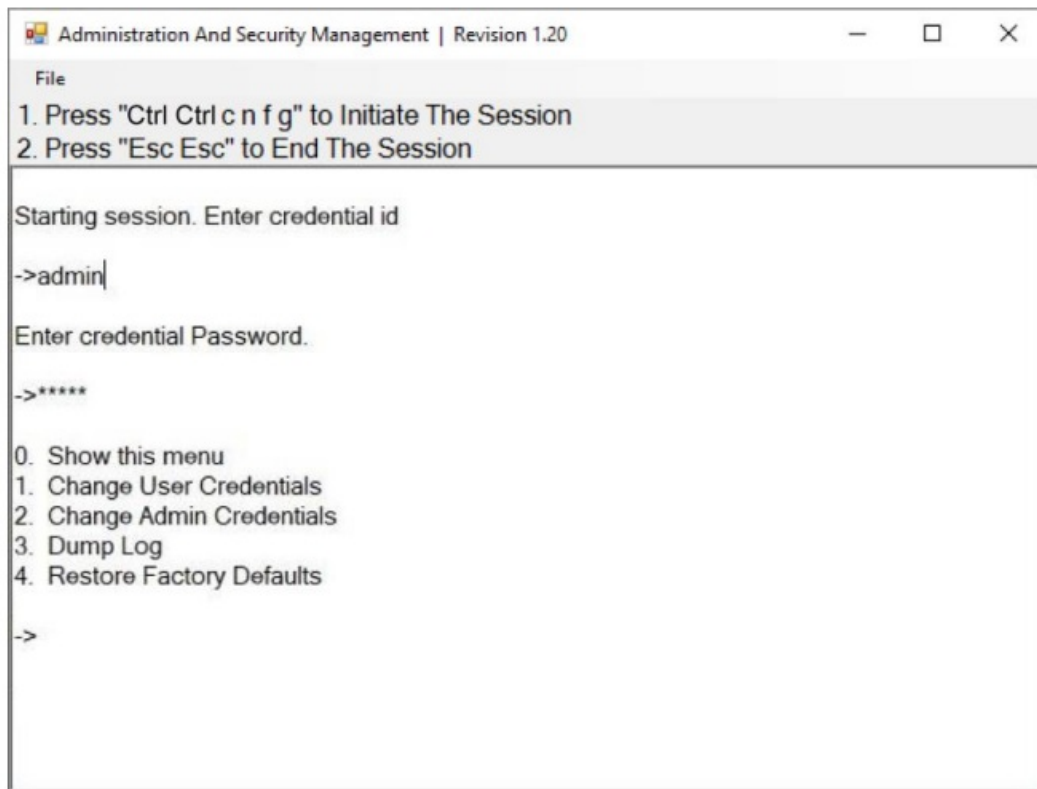 Administration And Security Management | Revision 1.20
File
1. Press "Ctrl Ctrl c n f g" to Initiate The Session
2. Press "Esc Esc" to End The Session
Starting session. Enter credential id
->admin
Enter credential Password.
->*****
0. Show this menu
1. Change User Credentials
2. Change Admin Credentials
3. Dump Log
4. Restore Factory Defaults
->